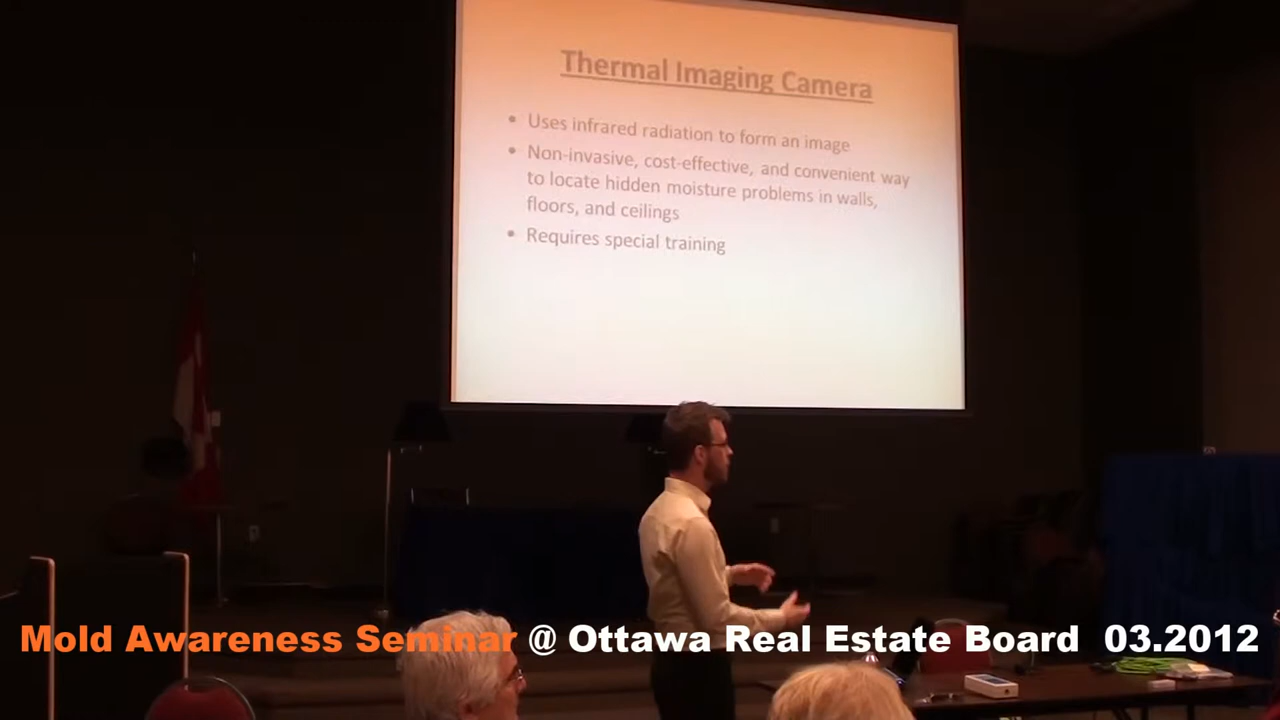 Thermal Imaging Camera
• Uses infrared radiation to form an image
• Non-invasive, cost-effective, and convenient way
to locate hidden moisture problems in walls,
floors, and ceilings
• Requires special training
Mold Awareness Seminar @ Ottawa Real Estate Board 03.2012